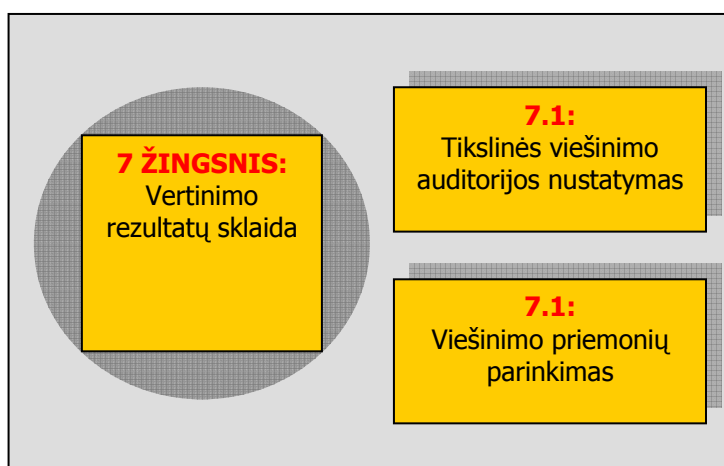 7 ŽINGSNIS:
Vertinimo
rezultatų sklaida
7.1:
Tikslinės viešinimo
auditorijos nustatymas
7.1:
Viešinimo priemonių
parinkimas